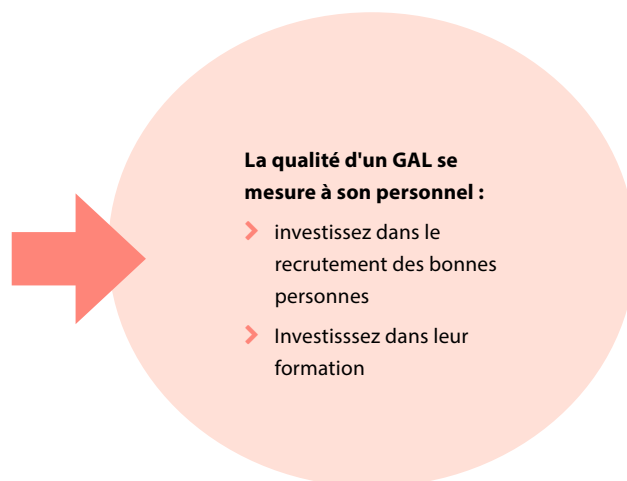 La qualité d'un GAL se
mesure à son personnel :
investissez dans le
recrutement des bonnes
personnes
Investisssez dans leur
formation